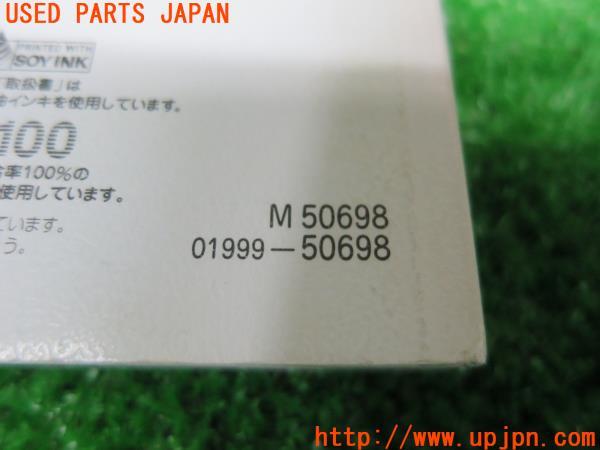 USED PARTS JAPAN
PRINTED WITH
SOY INK
「取扱書」は
インキを使用しています。
100
率100%の
使用しています。
ています。
う。
M 50698
01999-50698
http://www.upjpn.com